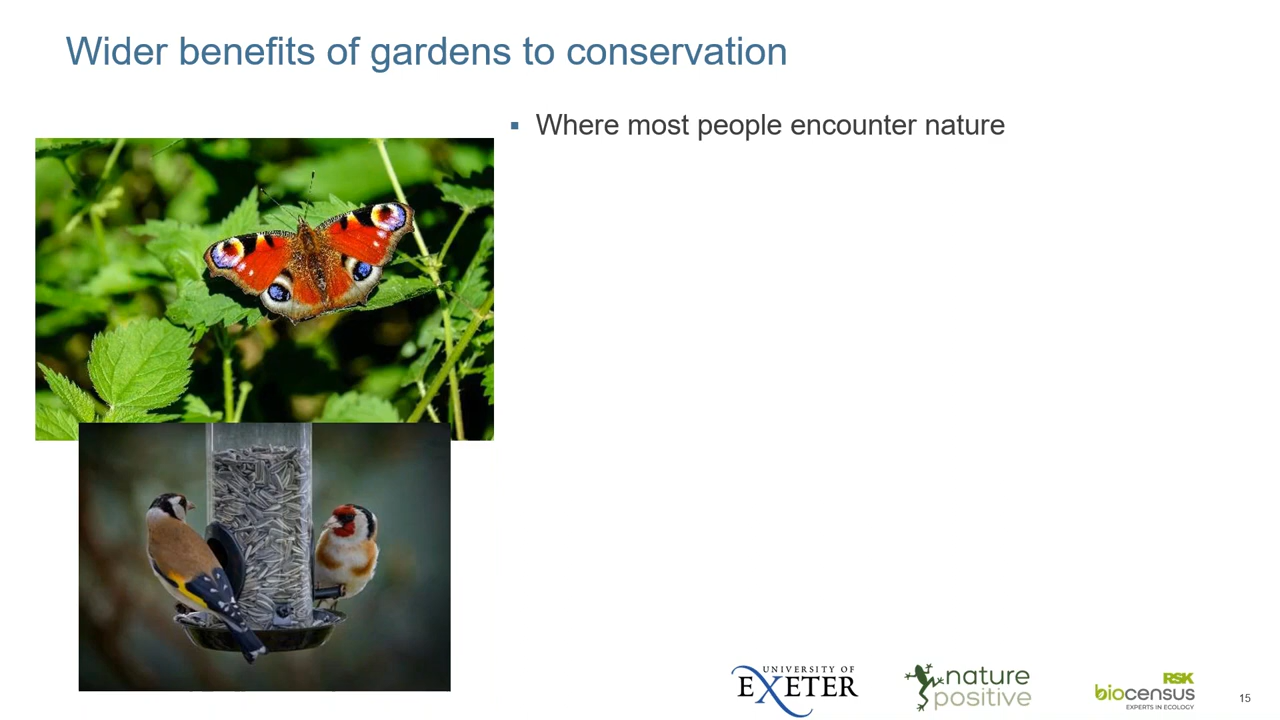 Wider benefits of gardens to conservation
▪ Where most people encounter nature
UNIVERSITY OF
EXETER
nature
positive
RSK
biocensus
EXPERTS IN ECOLOGY
15